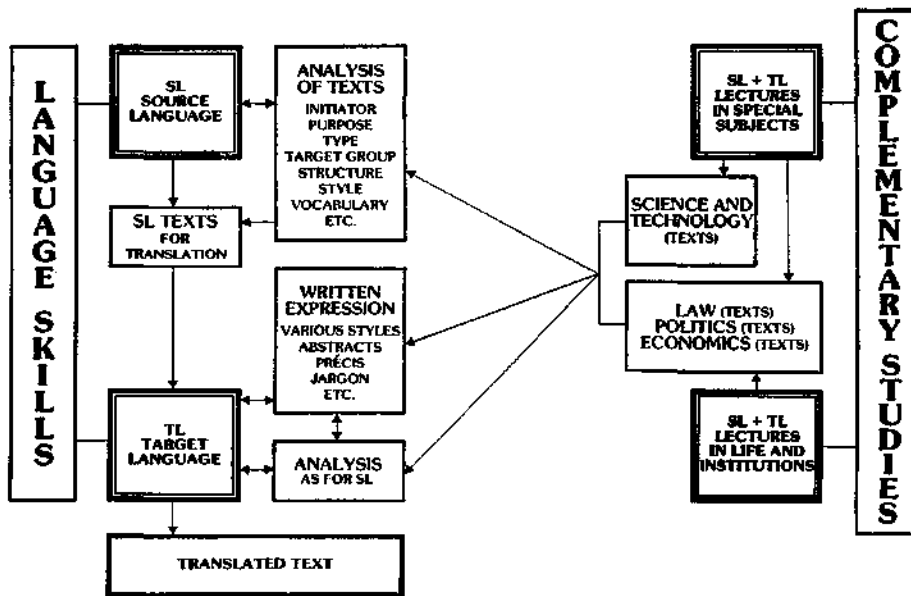 LANGUAGE SKILLS
SL
SOURCE
LANGUAGE
ANALYSIS
OF TEXTS
INITIATOR
PURPOSE
TYPE
TARGET GROUP
STRUCTURE
STYLE
VOCABULARY
ETC.
SL TEXTS
FOR
TRANSLATION
WRITTEN
EXPRESSION
VARIOUS STYLES
ABSTRACTS
PRÉCIS
JARGON
ETC.
TL
TARGET
LANGUAGE
ANALYSIS
AS FOR SL
TRANSLATED TEXT
SL + TL
LECTURES
IN SPECIAL
SUBJECTS
SCIENCE AND
TECHNOLOGY
(TEXTS)
LAW (TEXTS)
POLITICS (TEXTS)
ECONOMICS (TEXTS)
SL + TL
LECTURES
IN LIFE AND
INSTITUTIONS
COMPLEMENTARY STUDIES